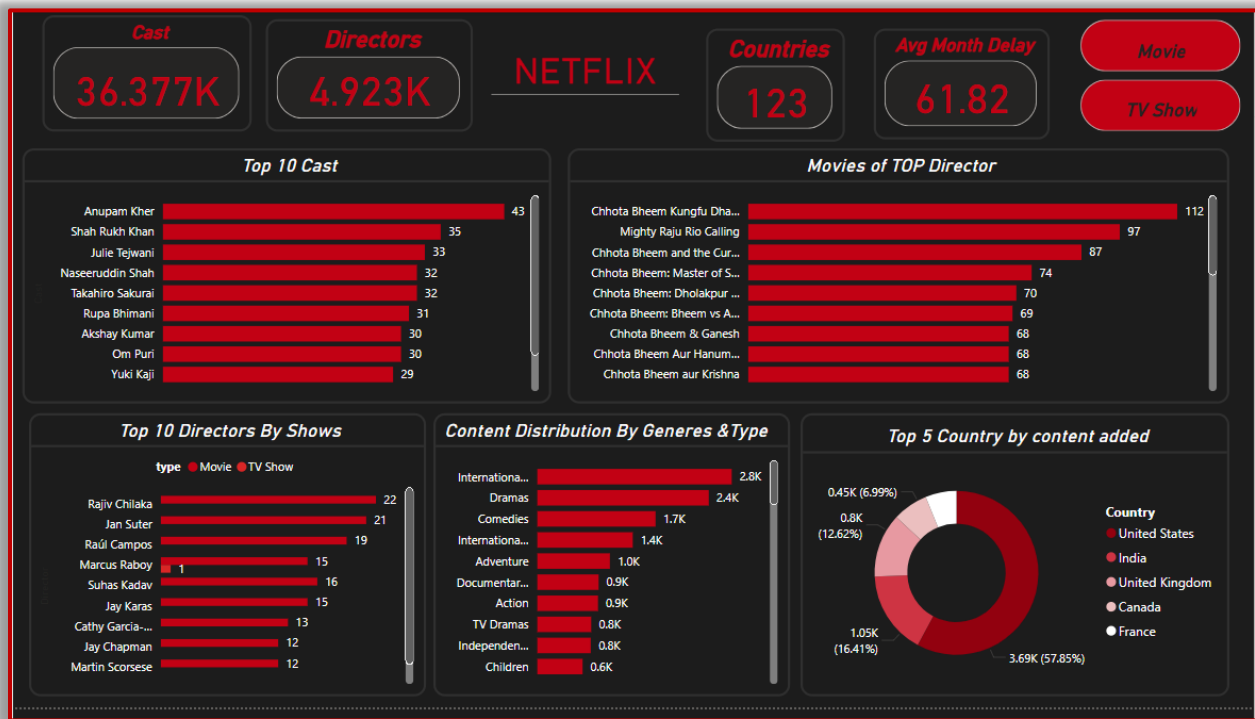 Cast
36.377K
Directors
4.923K
NETFLIX
Countries
123
Avg Month Delay
61.82
Movie
TV Show
Top 10 Cast
Anupam Kher 43
Shah Rukh Khan 35
Julie Tejwani 33
Naseeruddin Shah 32
Takahiro Sakurai 32
Rupa Bhimani 31
Akshay Kumar 30
Om Puri 30
Yuki Kaji 29
Movies of TOP Director
Chhota Bheem Kungfu Dha... 112
Mighty Raju Rio Calling 97
Chhota Bheem and the Cur... 87
Chhota Bheem: Master of S... 74
Chhota Bheem: Dholakpur ... 70
Chhota Bheem: Bheem vs A... 69
Chhota Bheem & Ganesh 68
Chhota Bheem Aur Hanum... 68
Chhota Bheem aur Krishna 68
Top 10 Directors By Shows
type Movie TV Show
Rajiv Chilaka 22
Jan Suter 21
Raúl Campos 19
Marcus Raboy 15
1
Suhas Kadav 16
Jay Karas 15
Cathy Garcia-... 13
Jay Chapman 12
Martin Scorsese 12
Content Distribution By Generes &Type
Internationa... 2.8K
Dramas 2.4K
Comedies 1.7K
Internationa... 1.4K
Adventure 1.0K
Documentar... 0.9K
Action 0.9K
TV Dramas 0.8K
Independen... 0.8K
Children 0.6K
Top 5 Country by content added
0.45K (6.99%)
0.8K
(12.62%)
1.05K
(16.41%)
3.69K (57.85%)
Country
United States
India
United Kingdom
Canada
France